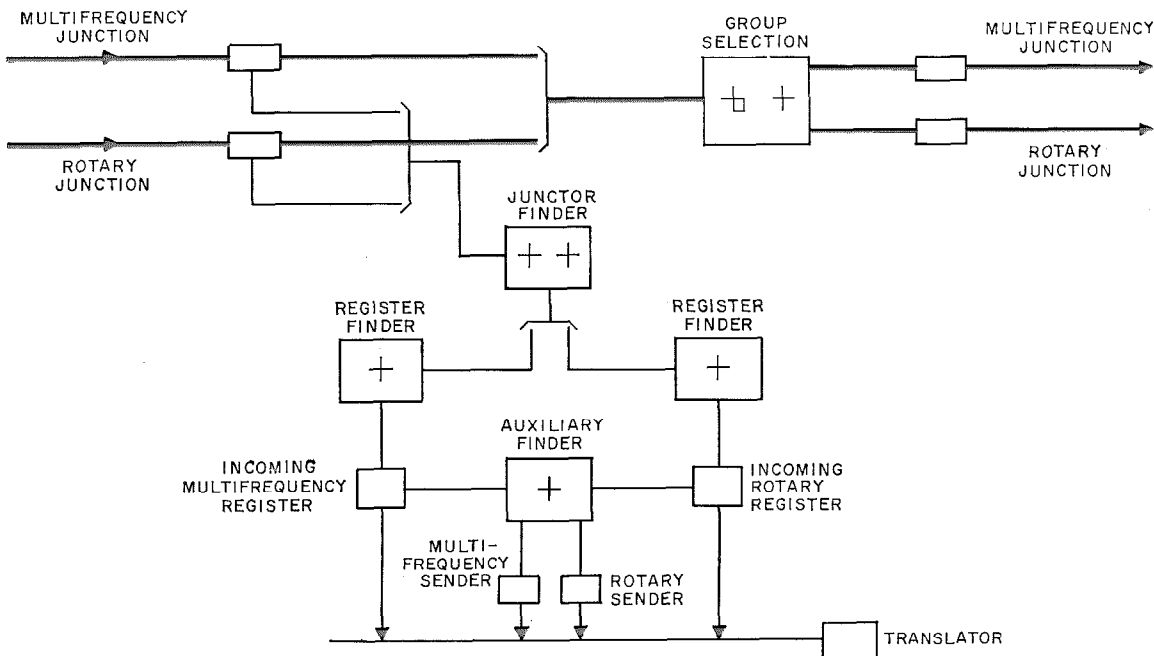 MULTIFREQUENCY
JUNCTION
GROUP
SELECTION
MULTIFREQUENCY
JUNCTION
ROTARY
JUNCTION
ROTARY
JUNCTION
JUNCTOR
FINDER
REGISTER
FINDER
REGISTER
FINDER
AUXILIARY
FINDER
INCOMING
MULTIFREQUENCY
REGISTER
INCOMING
ROTARY
REGISTER
MULTI-
FREQUENCY
SENDER
ROTARY
SENDER
TRANSLATOR